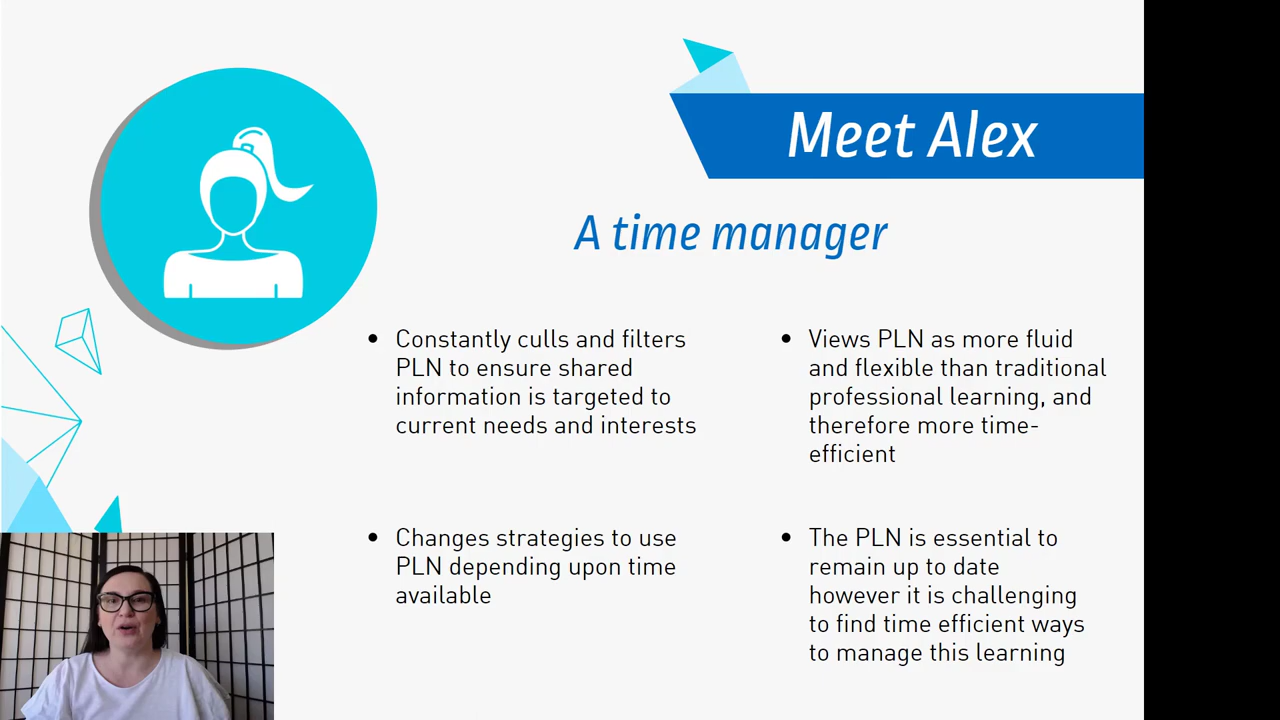 Meet Alex
A time manager
Constantly culls and filters
PLN to ensure shared
information is targeted to
current needs and interests
Changes strategies to use
PLN depending upon time
available
Views PLN as more fluid
and flexible than traditional
professional learning, and
therefore more time-
efficient
The PLN is essential to
remain up to date
however it is challenging
to find time efficient ways
to manage this learning